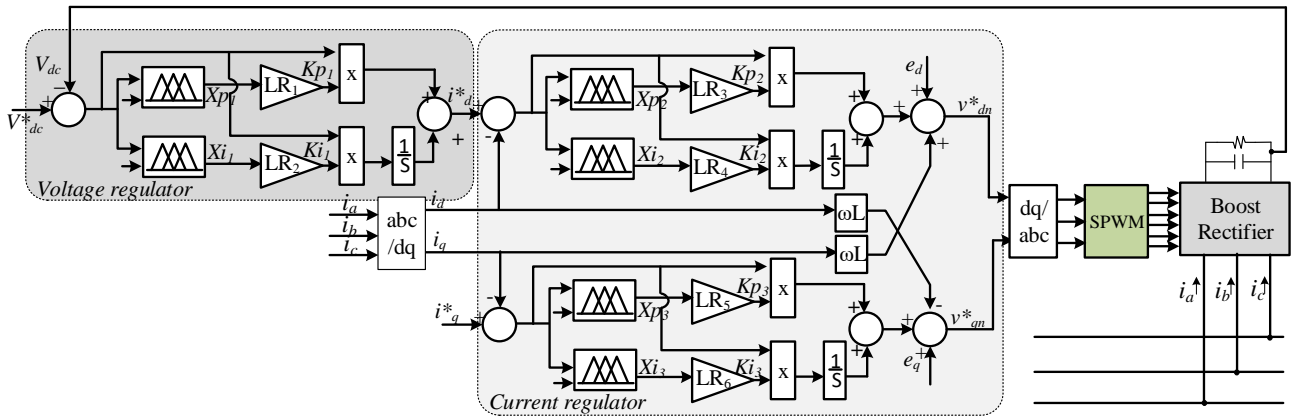 V_dc
V*_dc
− +
Xp_1
LR_1
Kp_1
x
Xi_1
LR_2
Ki_1
x
1/S
+
+
i*_d
Voltage regulator
+
-
Xp_2
LR_3
Kp_2
x
Xi_2
LR_4
Ki_2
x
1/S
+
+
+
e_d
+
+
v*_dn
i_a
i_b
i_c
abc
/dq
i_d
i_q
ωL
ωL
i*_q
-
+
Xp_3
LR_5
Kp_3
x
Xi_3
LR_6
Ki_3
x
1/S
+
+
+
-
e_q
+
v*_qn
Current regulator
dq/
abc
SPWM
Boost
Rectifier
i_a
i_b
i_c